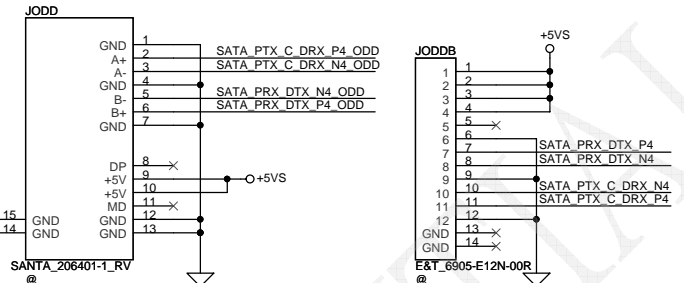 JODD
GND 1
A+ 2 SATA_PTX_C_DRX_P4_ODD
A- 3 SATA_PTX_C_DRX_N4_ODD
GND 4
B- 5 SATA_PRX_DTX_N4_ODD
B+ 6 SATA_PRX_DTX_P4_ODD
GND 7
DP 8
+5V 9 +5VS
+5V 10
MD 11
15 GND GND 12
14 GND GND 13
SANTA_206401-1_RV
@
+5VS
JODDB
1 1
2 2
3 3
4 4
5 5
6 6
7 7 SATA_PRX_DTX_P4
8 8 SATA_PRX_DTX_N4
9 9
10 10 SATA_PTX_C_DRX_N4
11 11 SATA_PTX_C_DRX_P4
12 12
GND 13
GND 14
E&T_6905-E12N-00R
@